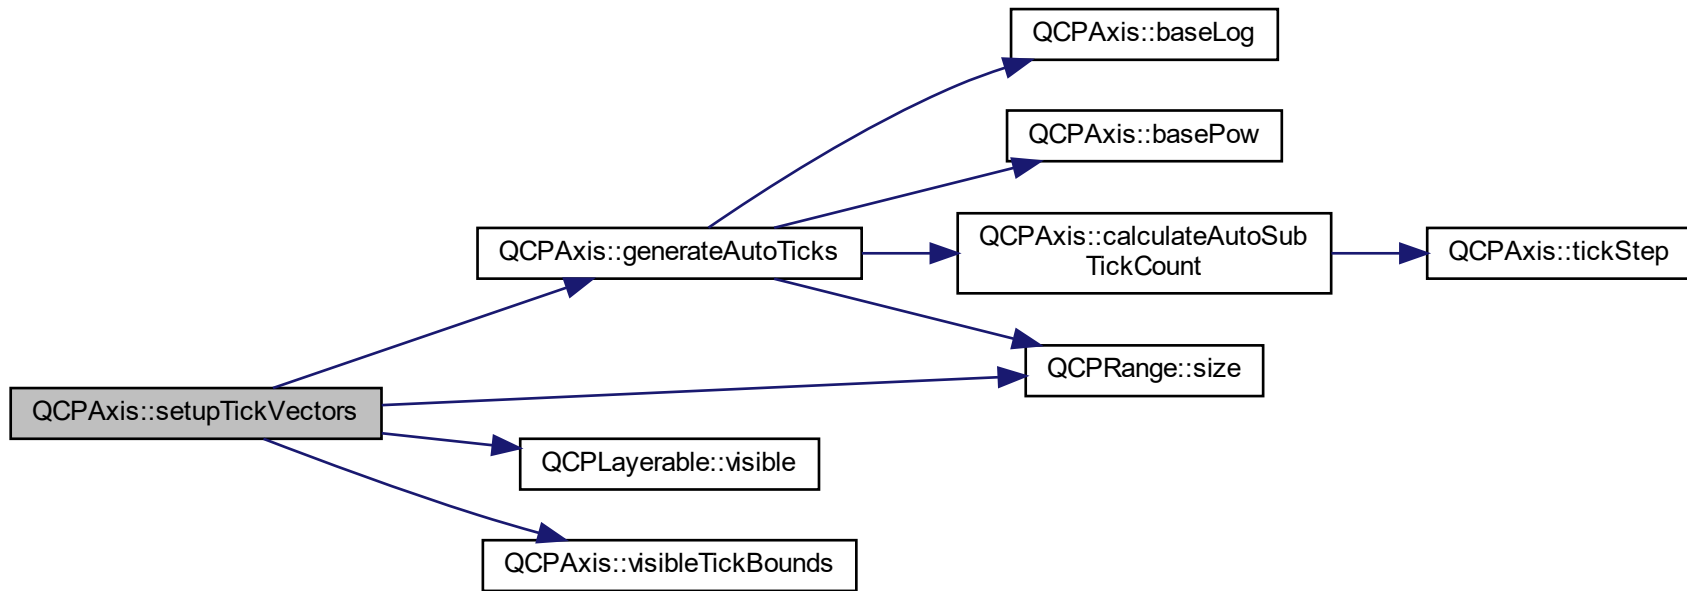 QCPAxis::baseLog
QCPAxis::basePow
QCPAxis::generateAutoTicks
QCPAxis::calculateAutoSub
TickCount
QCPAxis::tickStep
QCPRange::size
QCPAxis::setupTickVectors
QCPLayerable::visible
QCPAxis::visibleTickBounds